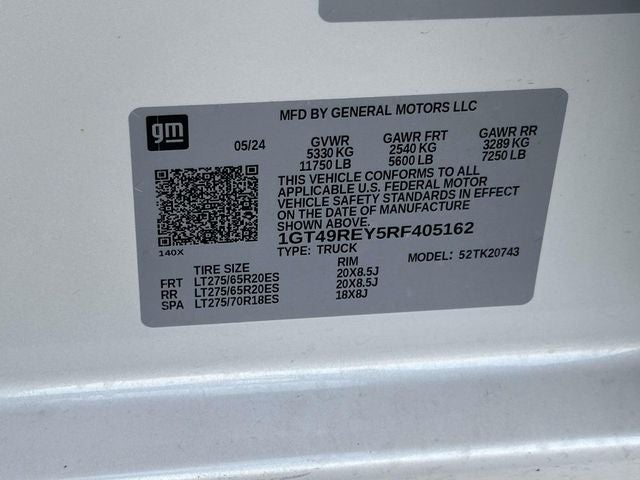 MFD BY GENERAL MOTORS LLC
gm
05/24
GVWR GAWR FRT GAWR RR
5330 KG 2540 KG 3289 KG
11750 LB 5600 LB 7250 LB
THIS VEHICLE CONFORMS TO ALL
APPLICABLE U.S. FEDERAL MOTOR
VEHICLE SAFETY STANDARDS IN EFFECT
ON THE DATE OF MANUFACTURE
SHOWN ABOVE.
1GT49REY5RF405162
140X
TYPE: TRUCK MODEL: 52TK20743
TIRE SIZE RIM
FRT LT275/65R20ES 20X8.5J
RR LT275/65R20ES 20X8.5J
SPA LT275/70R18ES 18X8J